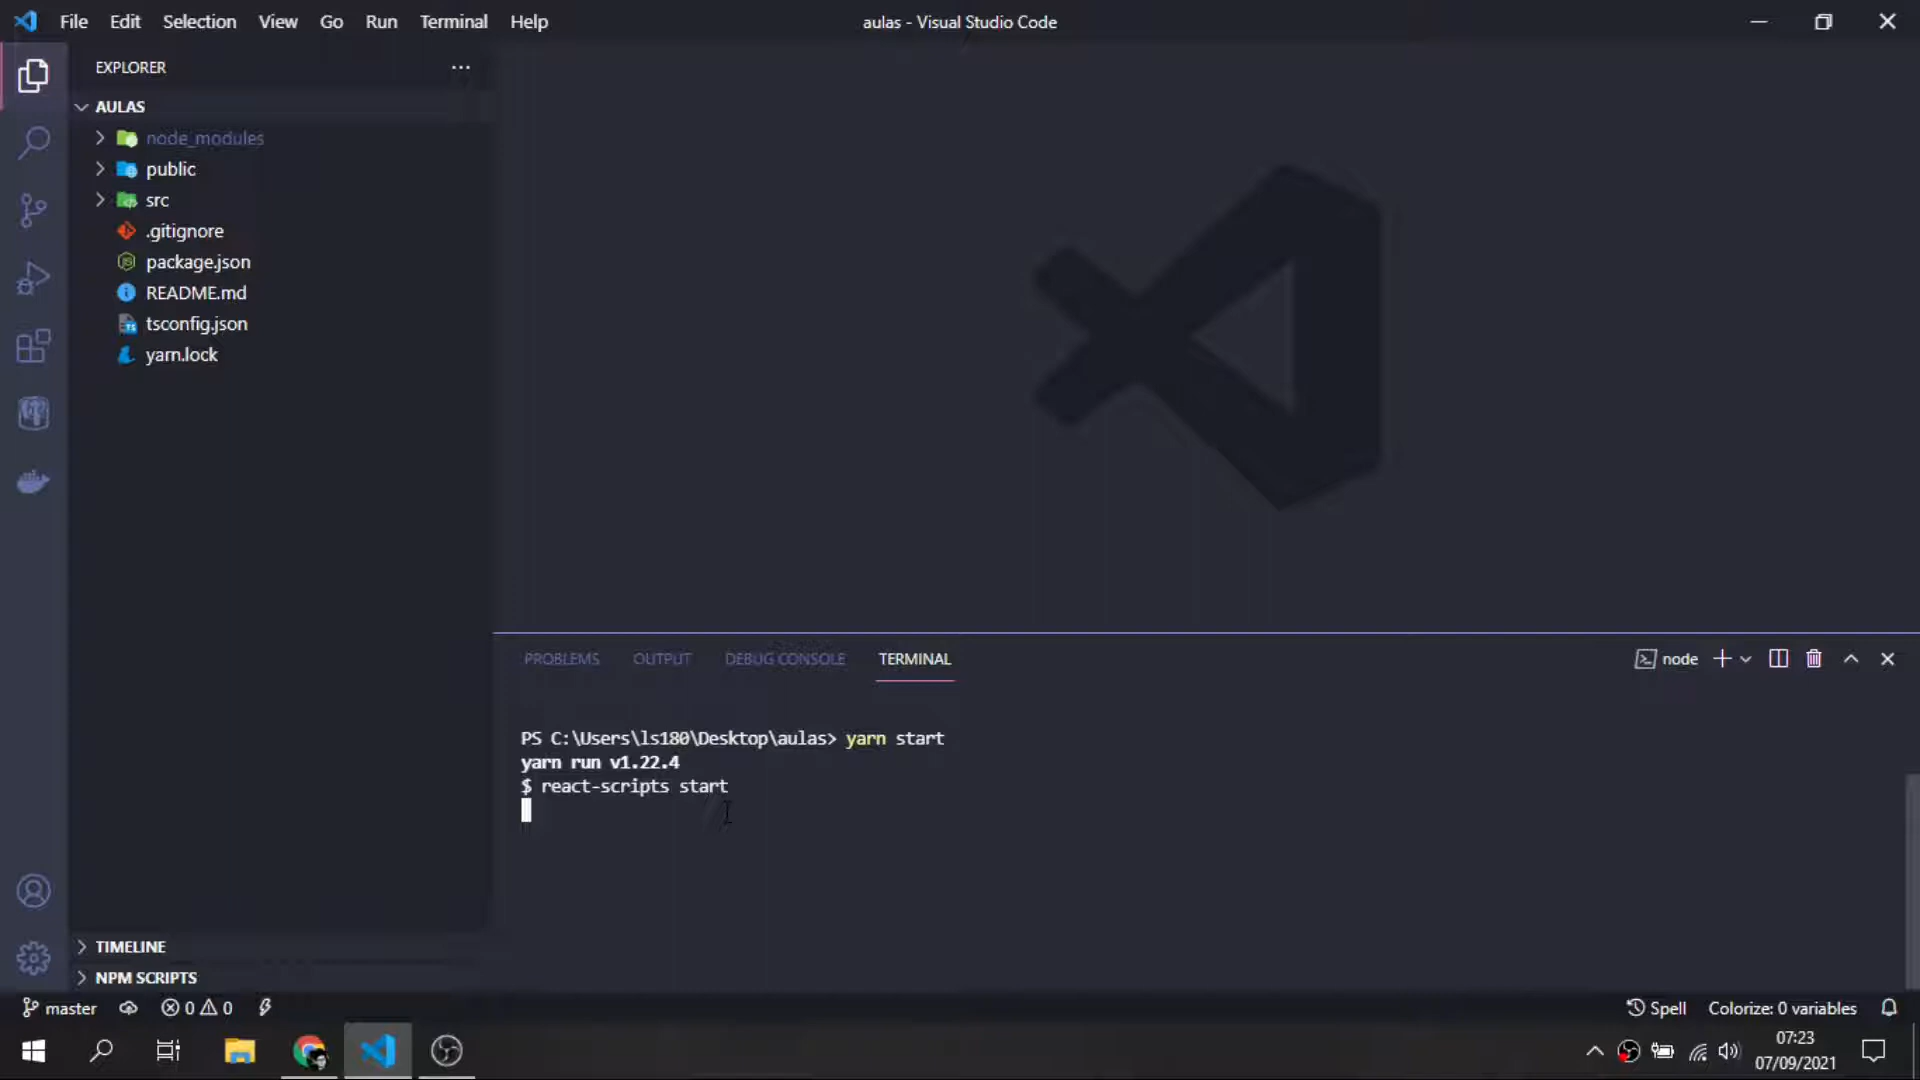 File Edit Selection View Go Run Terminal Help
aulas - Visual Studio Code
EXPLORER
AULAS
node_modules
public
src
.gitignore
package.json
README.md
tsconfig.json
yarn.lock
PROBLEMS OUTPUT DEBUG CONSOLE TERMINAL
node
PS C:\Users\ls180\Desktop\aulas> yarn start
yarn run v1.22.4
$ react-scripts start
TIMELINE
NPM SCRIPTS
master 0 0
Spell Colorize: 0 variables
07:23
07/09/2021